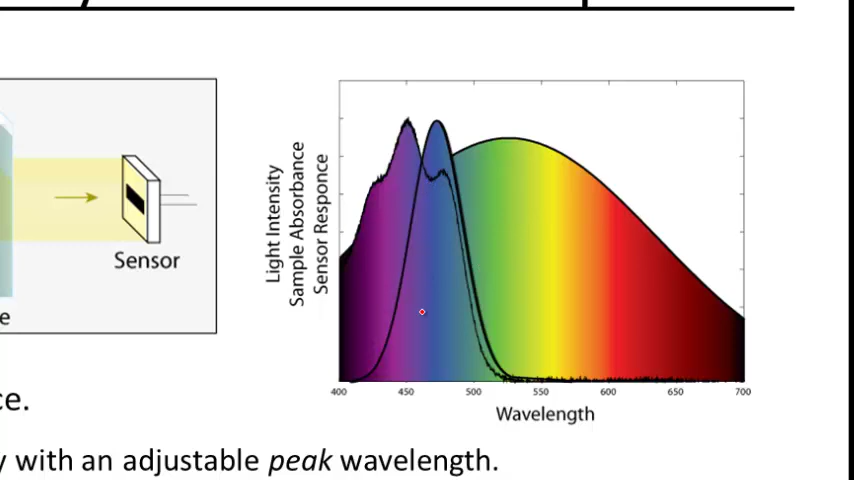 Light Intensity
Sample Absorbance
Sensor Responce
Sensor
e
400 450 500 550 600 650 700
Wavelength
ce.
y with an adjustable peak wavelength.